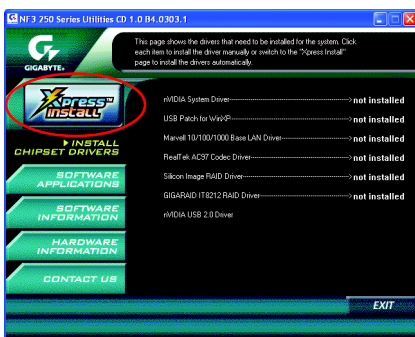 NF3 250 Series Utilities CD 1.0 B4.0303.1
GIGABYTE™
This page shows the drivers that need to be installed for the system. Click
each item to install the driver manually or switch to the "Xpress Install"
page to install the drivers automatically.
Xpress™
Install
INSTALL
CHIPSET DRIVERS
SOFTWARE
APPLICATIONS
SOFTWARE
INFORMATION
HARDWARE
INFORMATION
CONTACT US
nVIDIA System Driver not installed
USB Patch for WinXP not installed
Marvell 10/100/1000 Base LAN Driver not installed
RealTek AC97 Codec Driver not installed
Silicon Image RAID Driver not installed
GIGARAID IT8212 RAID Driver not installed
nVIDIA USB 2.0 Driver
EXIT